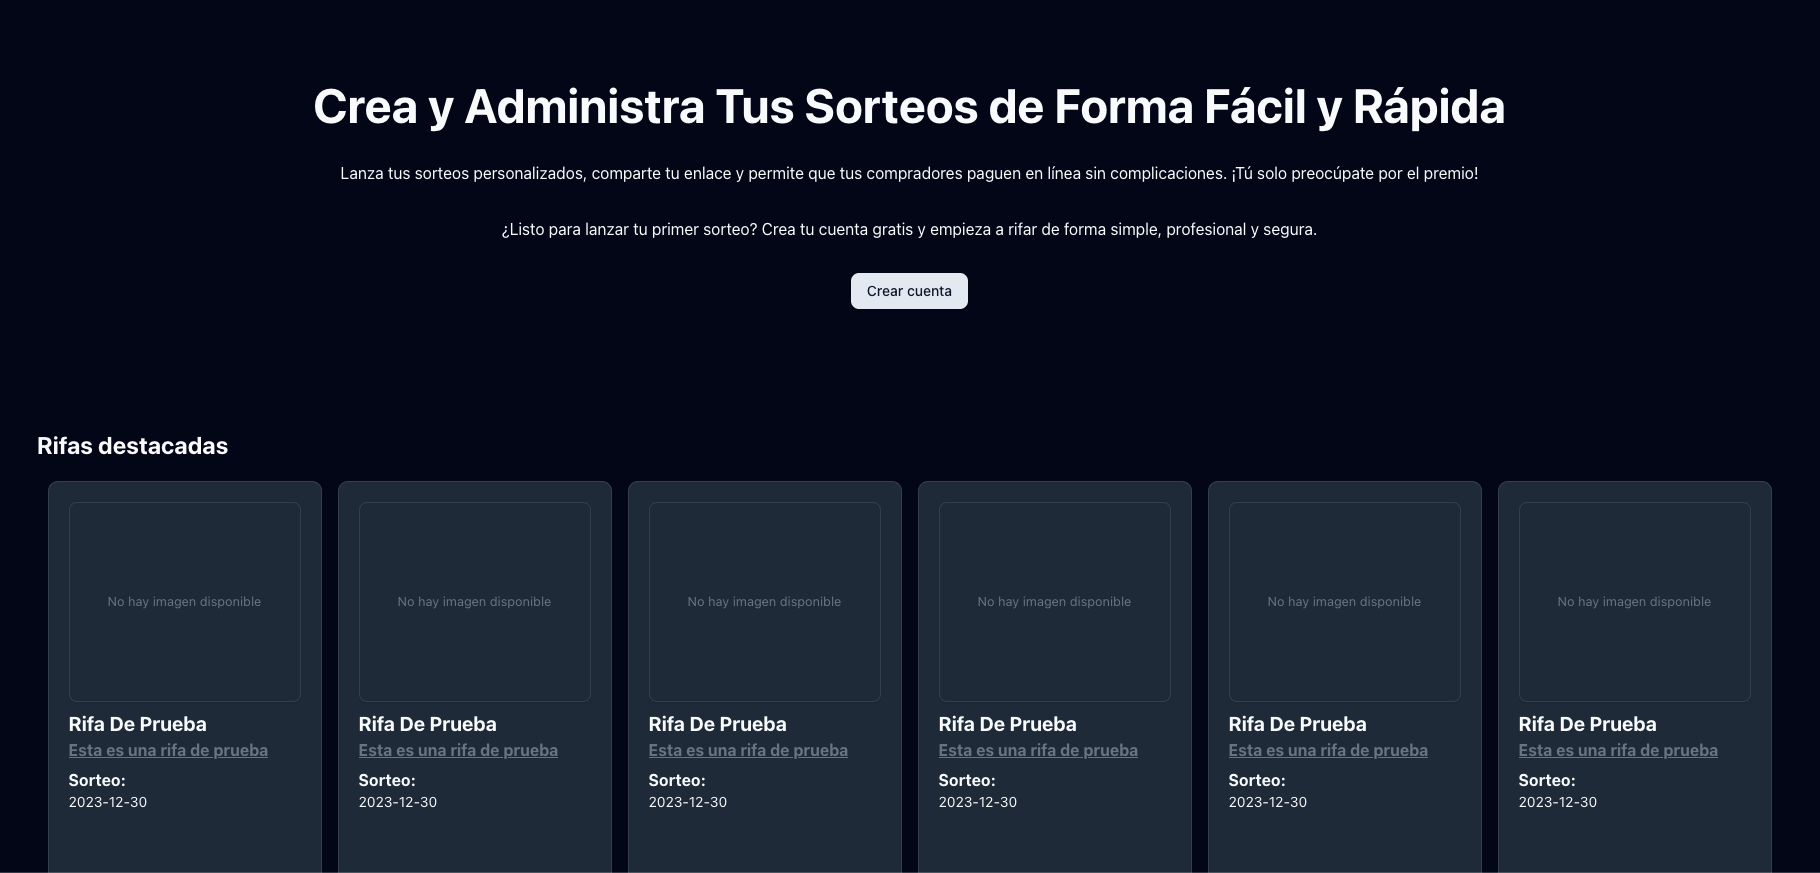 Crea y Administra Tus Sorteos de Forma Fácil y Rápida
Lanza tus sorteos personalizados, comparte tu enlace y permite que tus compradores paguen en línea sin complicaciones. ¡Tú solo preocúpate por el premio!
¿Listo para lanzar tu primer sorteo? Crea tu cuenta gratis y empieza a rifar de forma simple, profesional y segura.
Crear cuenta
Rifas destacadas
No hay imagen disponible
Rifa De Prueba
Esta es una rifa de prueba
Sorteo:
2023-12-30
No hay imagen disponible
Rifa De Prueba
Esta es una rifa de prueba
Sorteo:
2023-12-30
No hay imagen disponible
Rifa De Prueba
Esta es una rifa de prueba
Sorteo:
2023-12-30
No hay imagen disponible
Rifa De Prueba
Esta es una rifa de prueba
Sorteo:
2023-12-30
No hay imagen disponible
Rifa De Prueba
Esta es una rifa de prueba
Sorteo:
2023-12-30
No hay imagen disponible
Rifa De Prueba
Esta es una rifa de prueba
Sorteo:
2023-12-30